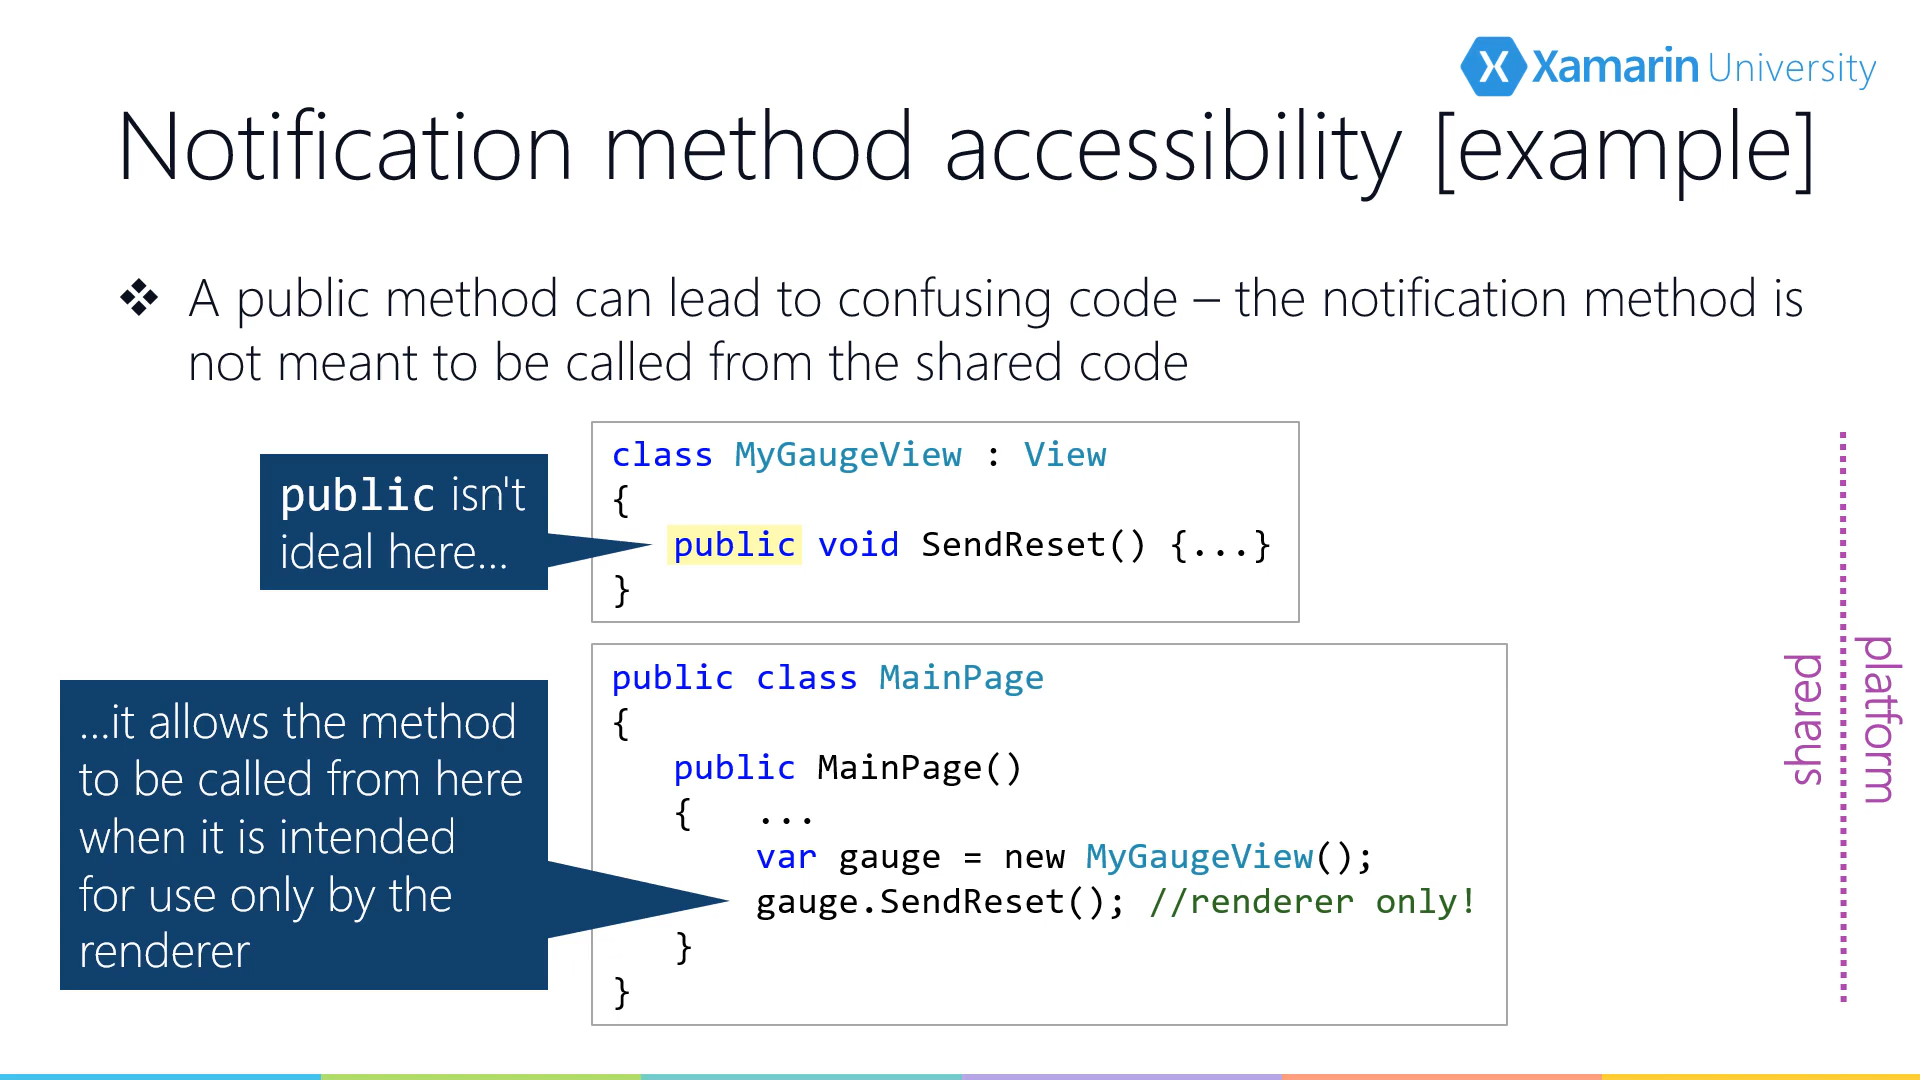 Xamarin University
Notification method accessibility [example]
❖ A public method can lead to confusing code – the notification method is
not meant to be called from the shared code
public isn't
ideal here...
class MyGaugeView : View
{
public void SendReset() {...}
}
...it allows the method
to be called from here
when it is intended
for use only by the
renderer
public class MainPage
{
public MainPage()
{ ...
var gauge = new MyGaugeView();
gauge.SendReset(); //renderer only!
}
}
shared
platform